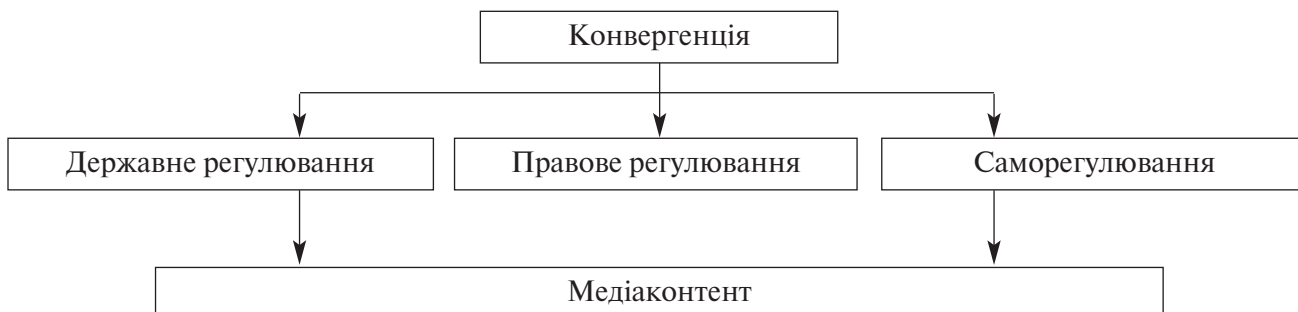 Конвергенція
Державне регулювання
Правове регулювання
Саморегулювання
Медіаконтент